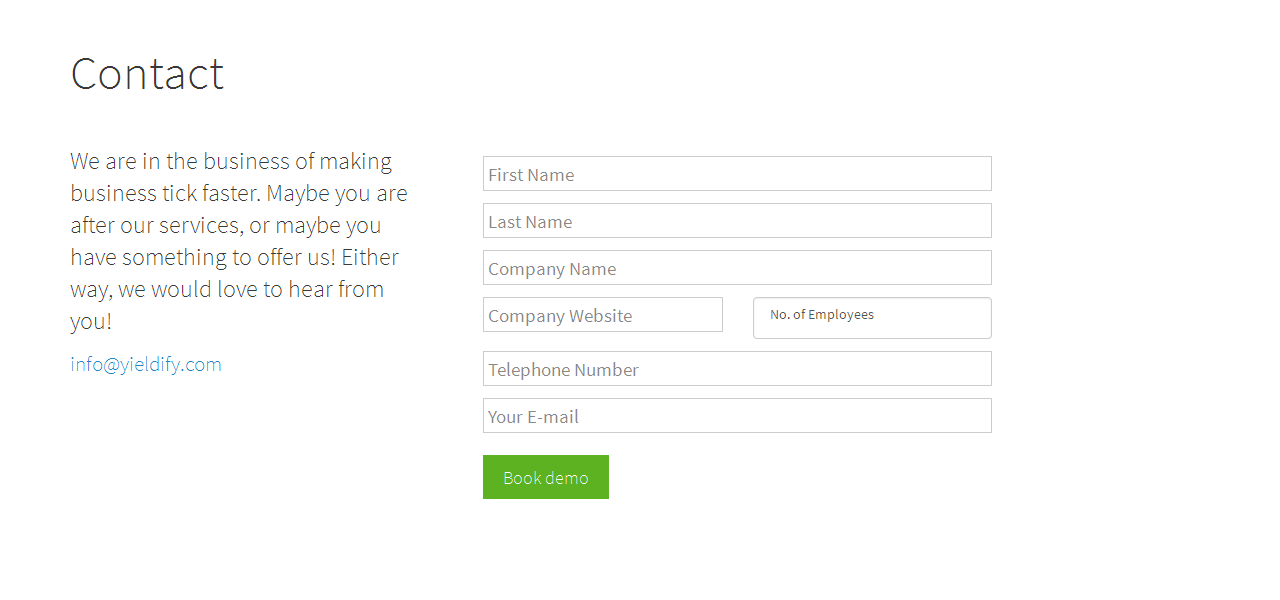 Contact
We are in the business of making
business tick faster. Maybe you are
after our services, or maybe you
have something to offer us! Either
way, we would love to hear from
you!
info@yieldify.com
First Name
Last Name
Company Name
Company Website
No. of Employees
Telephone Number
Your E-mail
Book demo